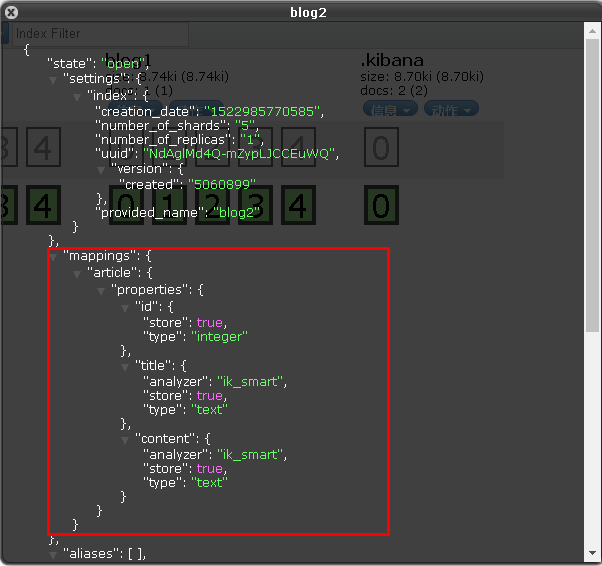 blog2
Index Filter
blog1
size: 8.74ki (8.74ki)
docs: 1 (1)
.kibana
size: 8.70ki (8.70ki)
docs: 2 (2)
信息 动作
3 4 0
3 4 0 1 2 3 4 0
{
"state": "open",
"settings": {
"index": {
"creation_date": "1522985770585",
"number_of_shards": "5",
"number_of_replicas": "1",
"uuid": "NdAglMd4Q-mZypLJCCEuWQ",
"version": {
"created": "5060899"
},
"provided_name": "blog2"
}
},
"mappings": {
"article": {
"properties": {
"id": {
"store": true,
"type": "integer"
},
"title": {
"analyzer": "ik_smart",
"store": true,
"type": "text"
},
"content": {
"analyzer": "ik_smart",
"store": true,
"type": "text"
}
}
}
},
"aliases": [ ],